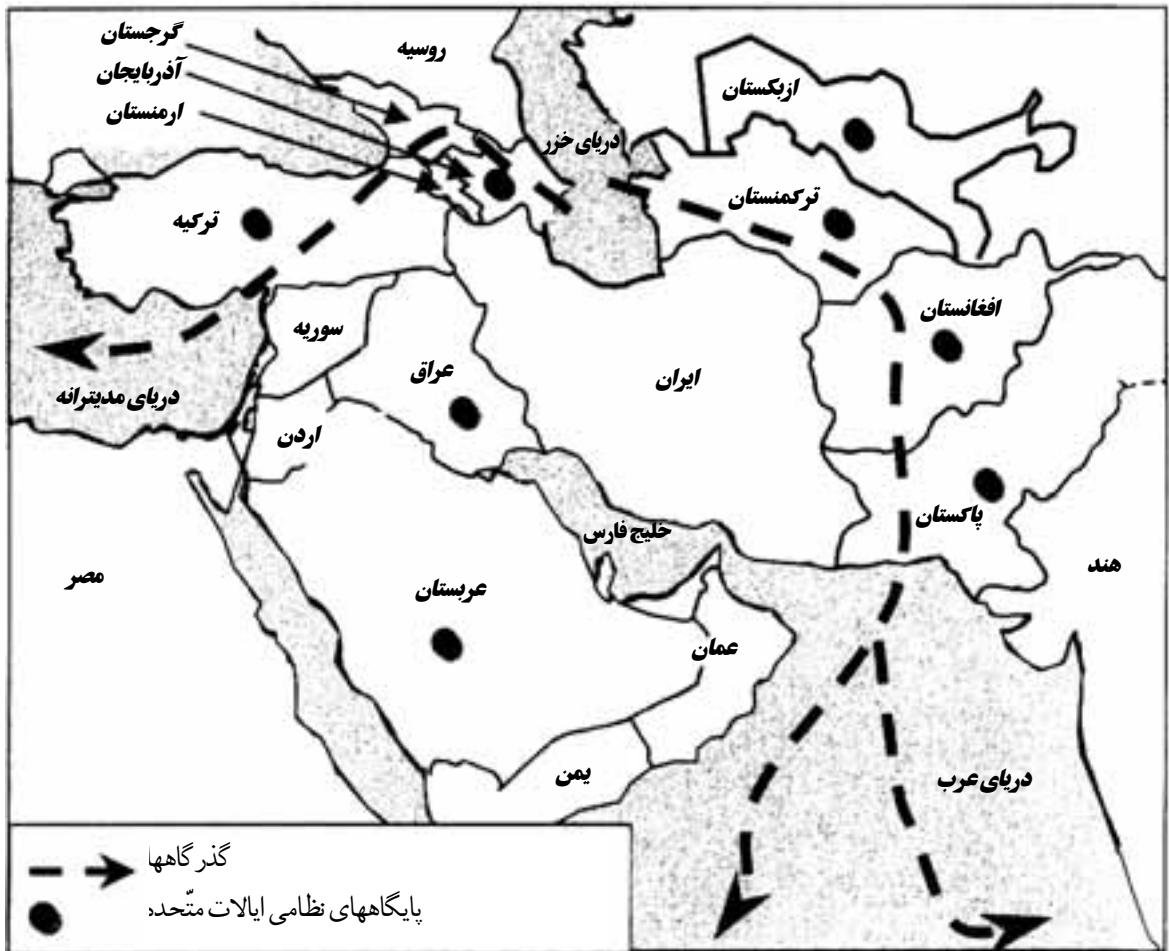 گرجستان
روسیه
آذربایجان
ازبکستان
ارمنستان
دریای خزر
ترکمنستان
ترکیه
افغانستان
سوریه
عراق
ایران
دریای مدیترانه
اردن
پاکستان
خلیج فارس
هند
مصر
عربستان
عمان
یمن
دریای عرب
گذرگاهها
پایگاههای نظامی ایالات متّحده